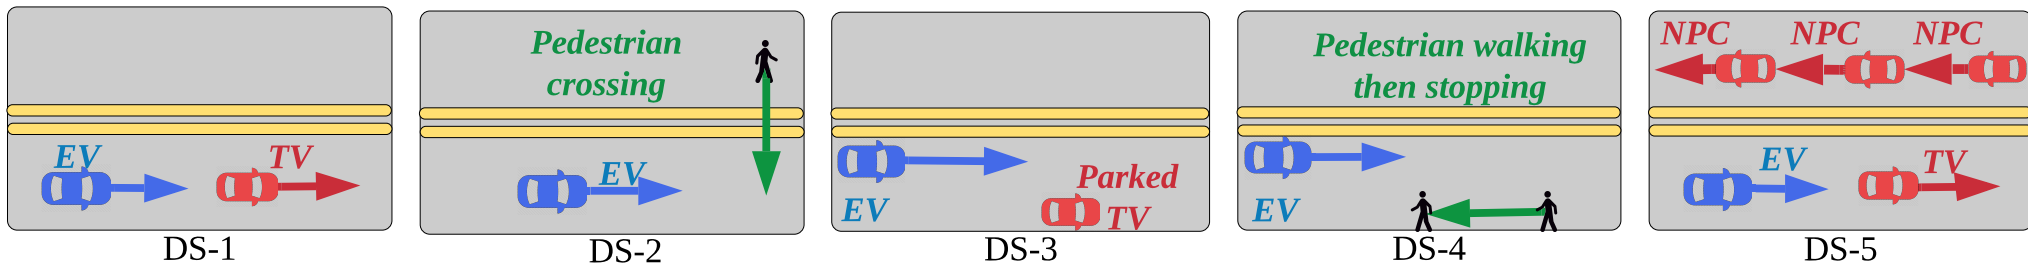 EV
TV
DS-1
Pedestrian
crossing
EV
DS-2
EV
Parked
TV
DS-3
Pedestrian walking
then stopping
EV
DS-4
NPC NPC NPC
EV
TV
DS-5